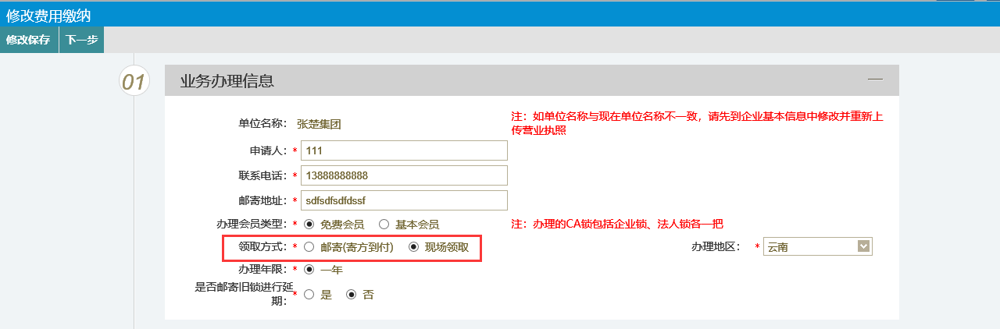 修改费用缴纳
修改保存 下一步
01 业务办理信息
单位名称： 张楚集团 注：如单位名称与现在单位名称不一致，请先到企业基本信息中修改并重新上
传营业执照
申请人：* 111
联系电话：* 13888888888
邮寄地址：* sdfsdfsdfdssf
办理会员类型：* 免费会员 基本会员 注：办理的CA锁包括企业锁、法人锁各一把
领取方式：* 邮寄(寄方到付) 现场领取 办理地区： * 云南
办理年限：* 一年
是否邮寄旧锁进行延
期：* 是 否